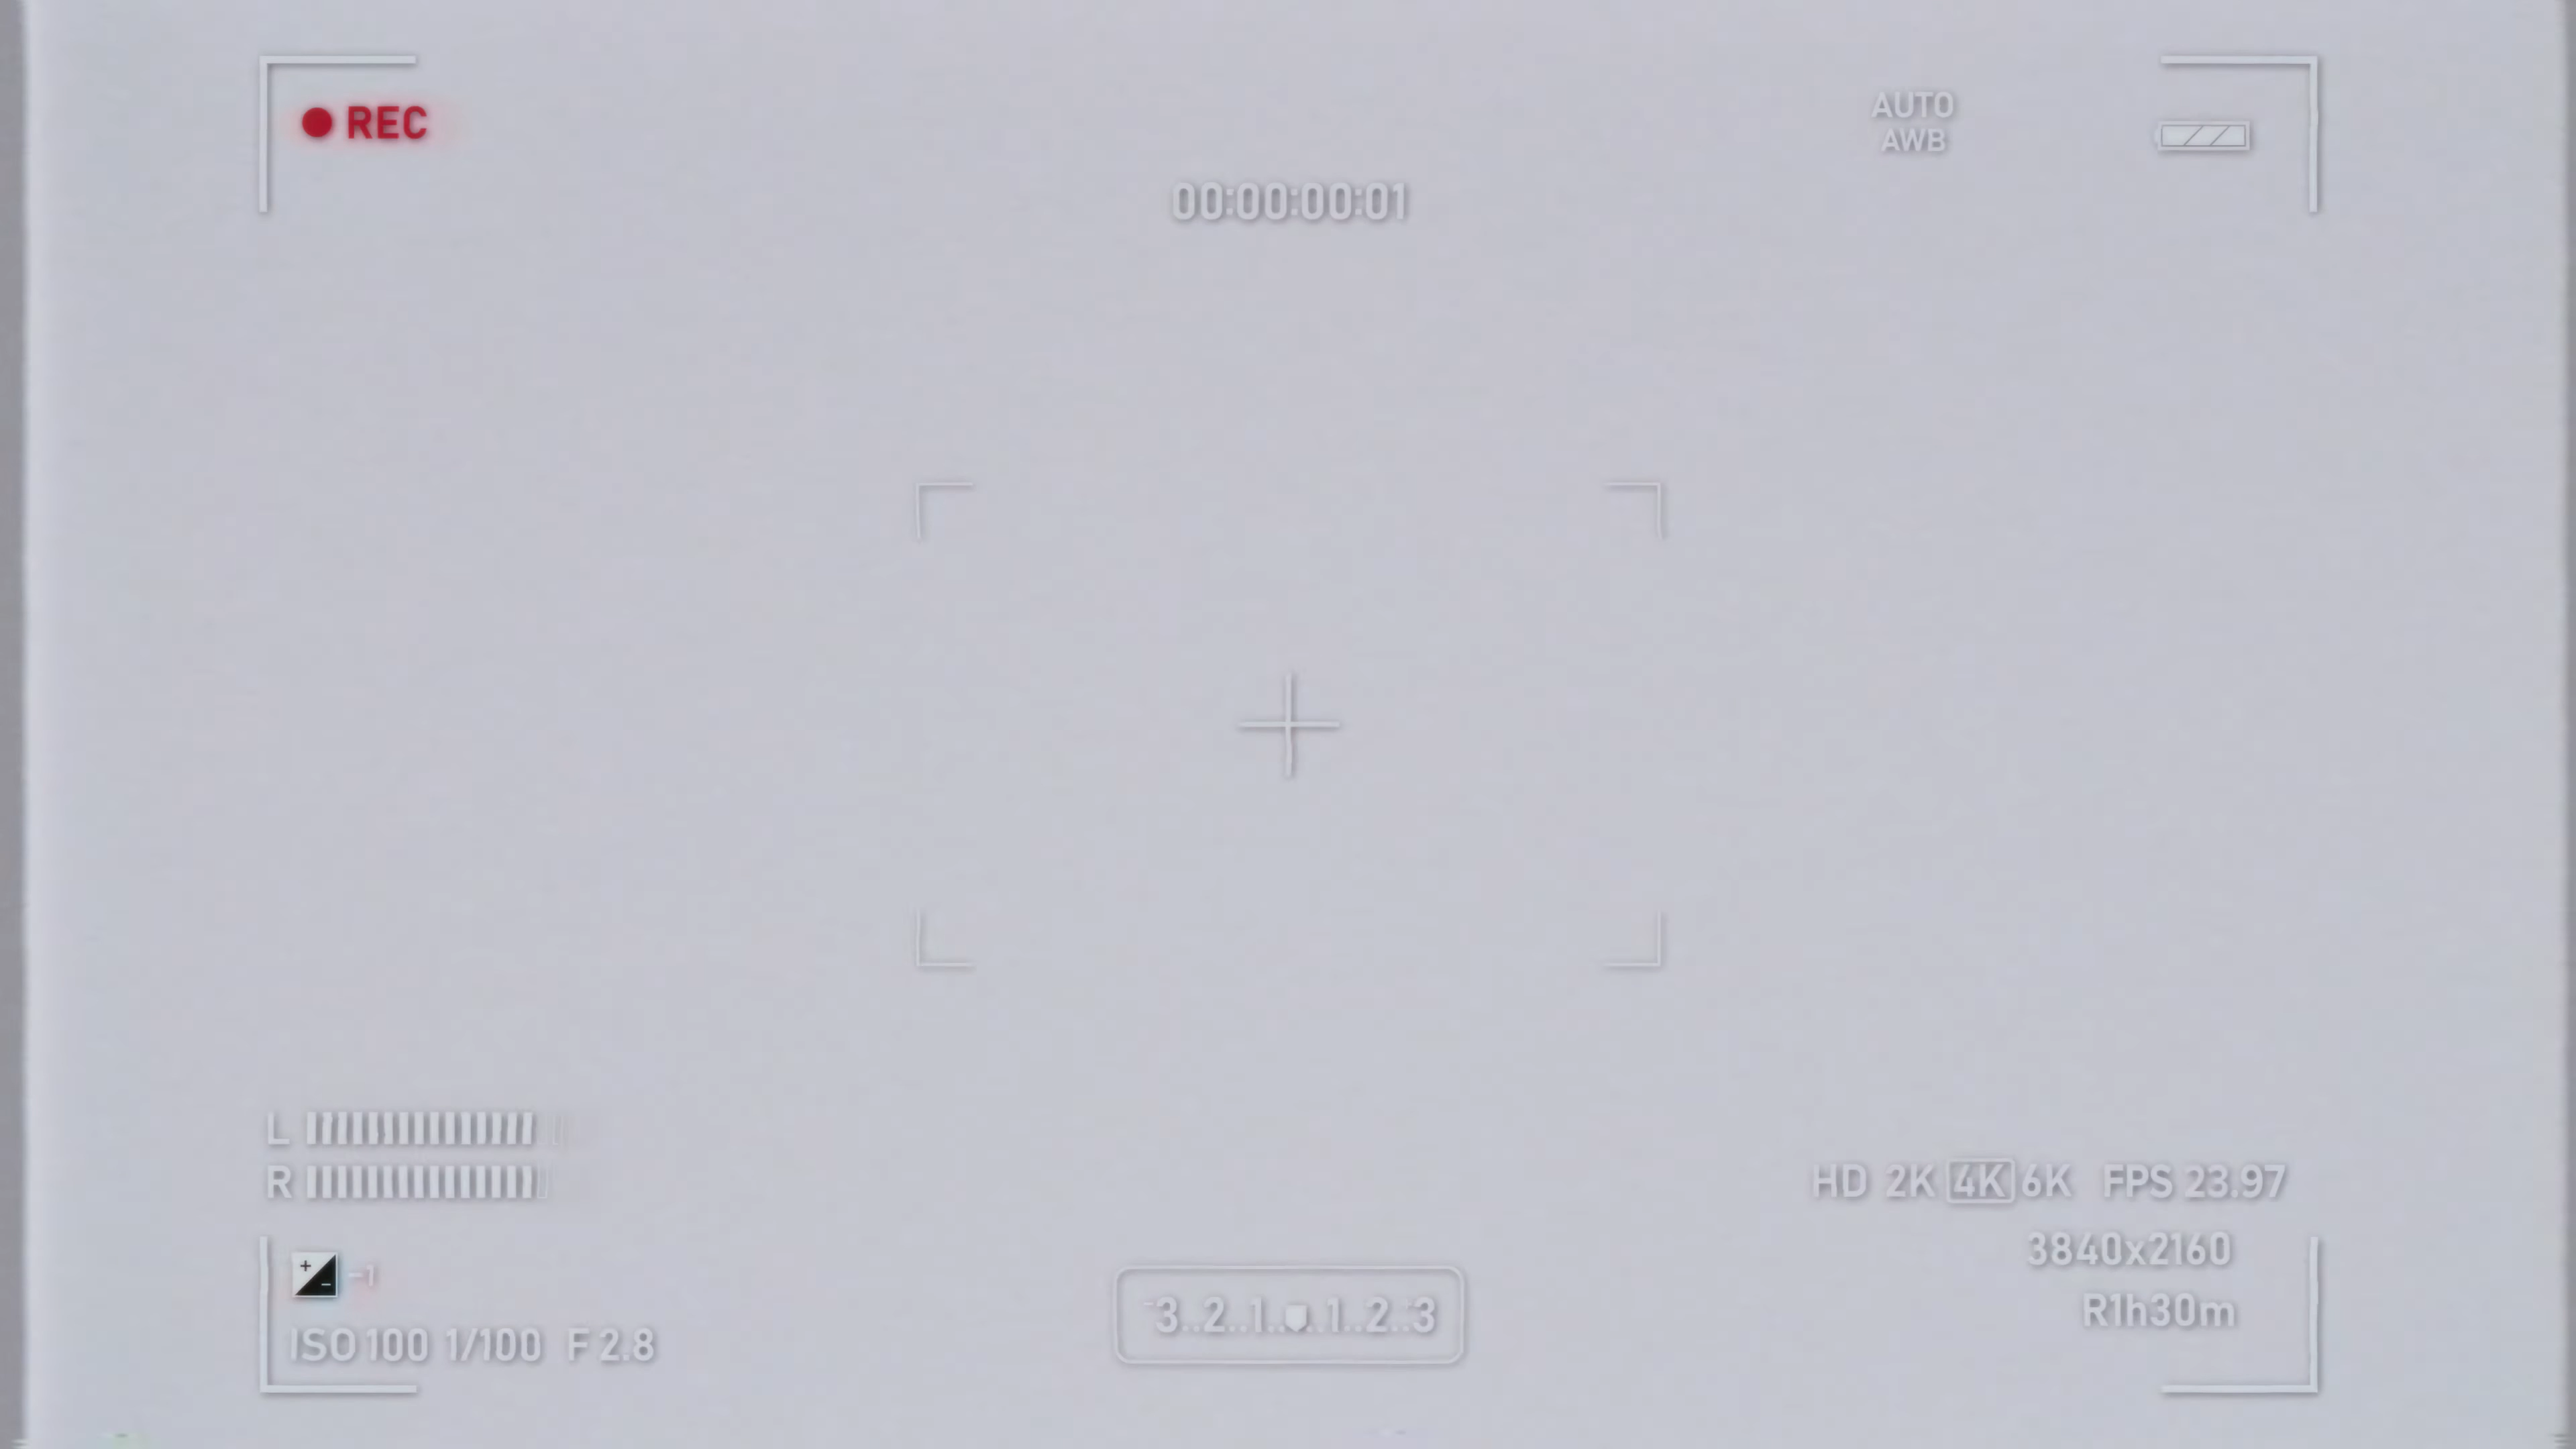 REC
AUTO
AWB
00:00:00:01
L
R
HD 2K 4K 6K FPS 23.97
3840x2160
R1h30m
-1
ISO 100 1/100 F 2.8
-3..2..1....1..2..3